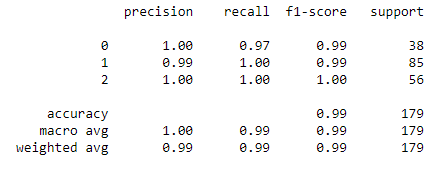 precision recall f1-score support
0 1.00 0.97 0.99 38
1 0.99 1.00 0.99 85
2 1.00 1.00 1.00 56
accuracy 0.99 179
macro avg 1.00 0.99 0.99 179
weighted avg 0.99 0.99 0.99 179